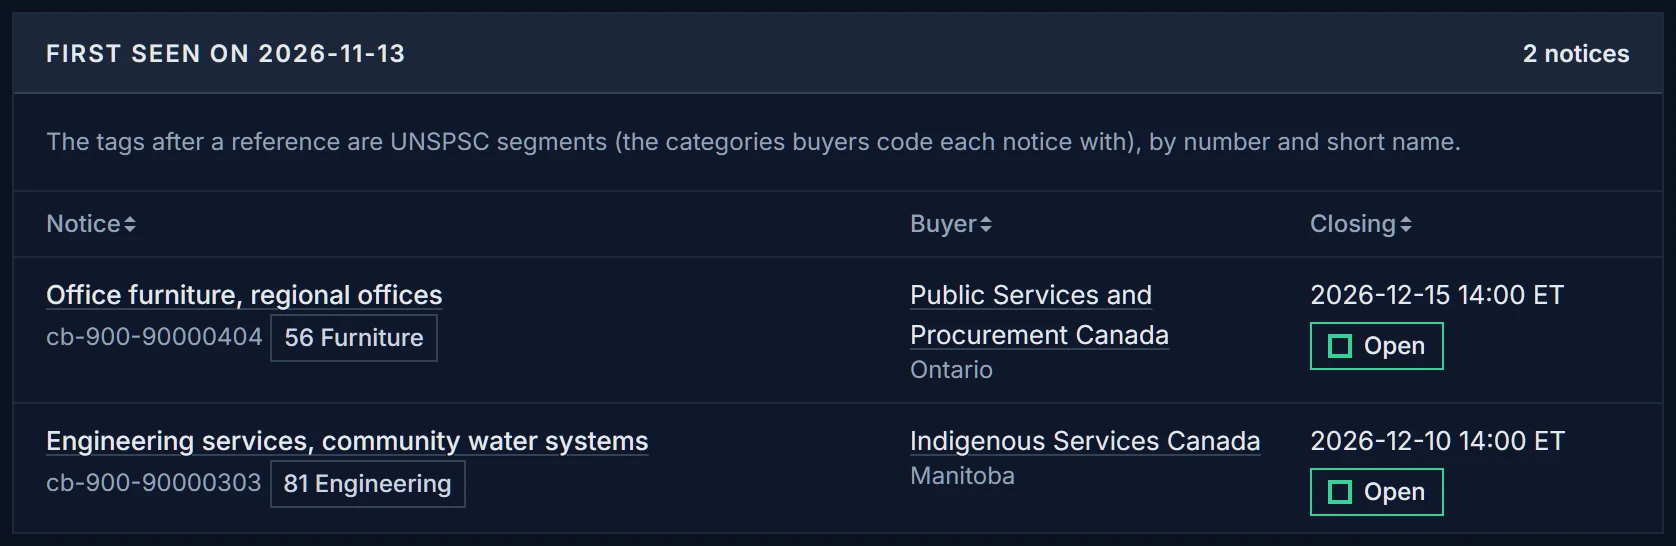 FIRST SEEN ON 2026-11-13
2 notices
The tags after a reference are UNSPSC segments (the categories buyers code each notice with), by number and short name.
Notice
Buyer
Closing
Office furniture, regional offices
cb-900-90000404
56 Furniture
Public Services and
Procurement Canada
Ontario
2026-12-15 14:00 ET
Open
Engineering services, community water systems
cb-900-90000303
81 Engineering
Indigenous Services Canada
Manitoba
2026-12-10 14:00 ET
Open